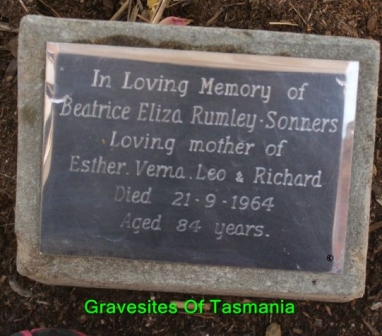 In Loving Memory of
Beatrice Eliza Rumley-Sonners
Loving mother of
Esther. Verna. Leo & Richard
Died 21-9-1964
Aged 84 years.
©
Gravesites Of Tasmania